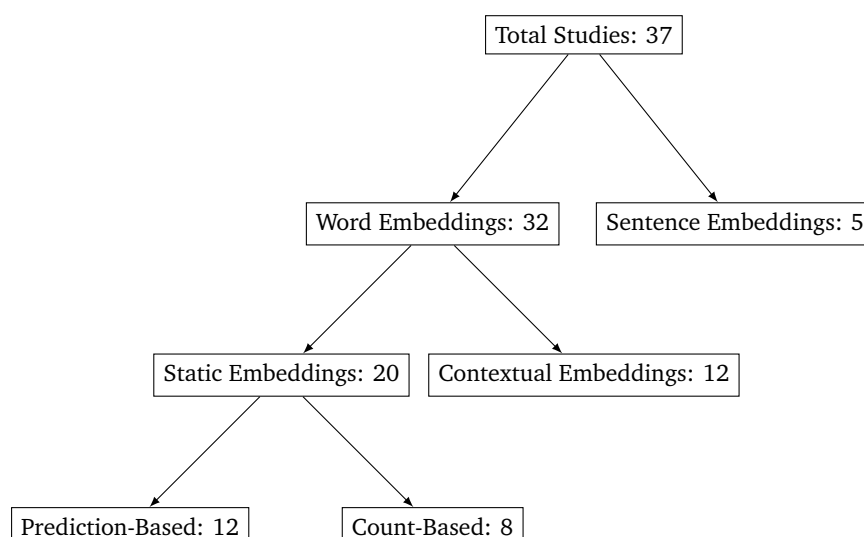 Total Studies: 37
Word Embeddings: 32
Sentence Embeddings: 5
Static Embeddings: 20
Contextual Embeddings: 12
Prediction-Based: 12
Count-Based: 8